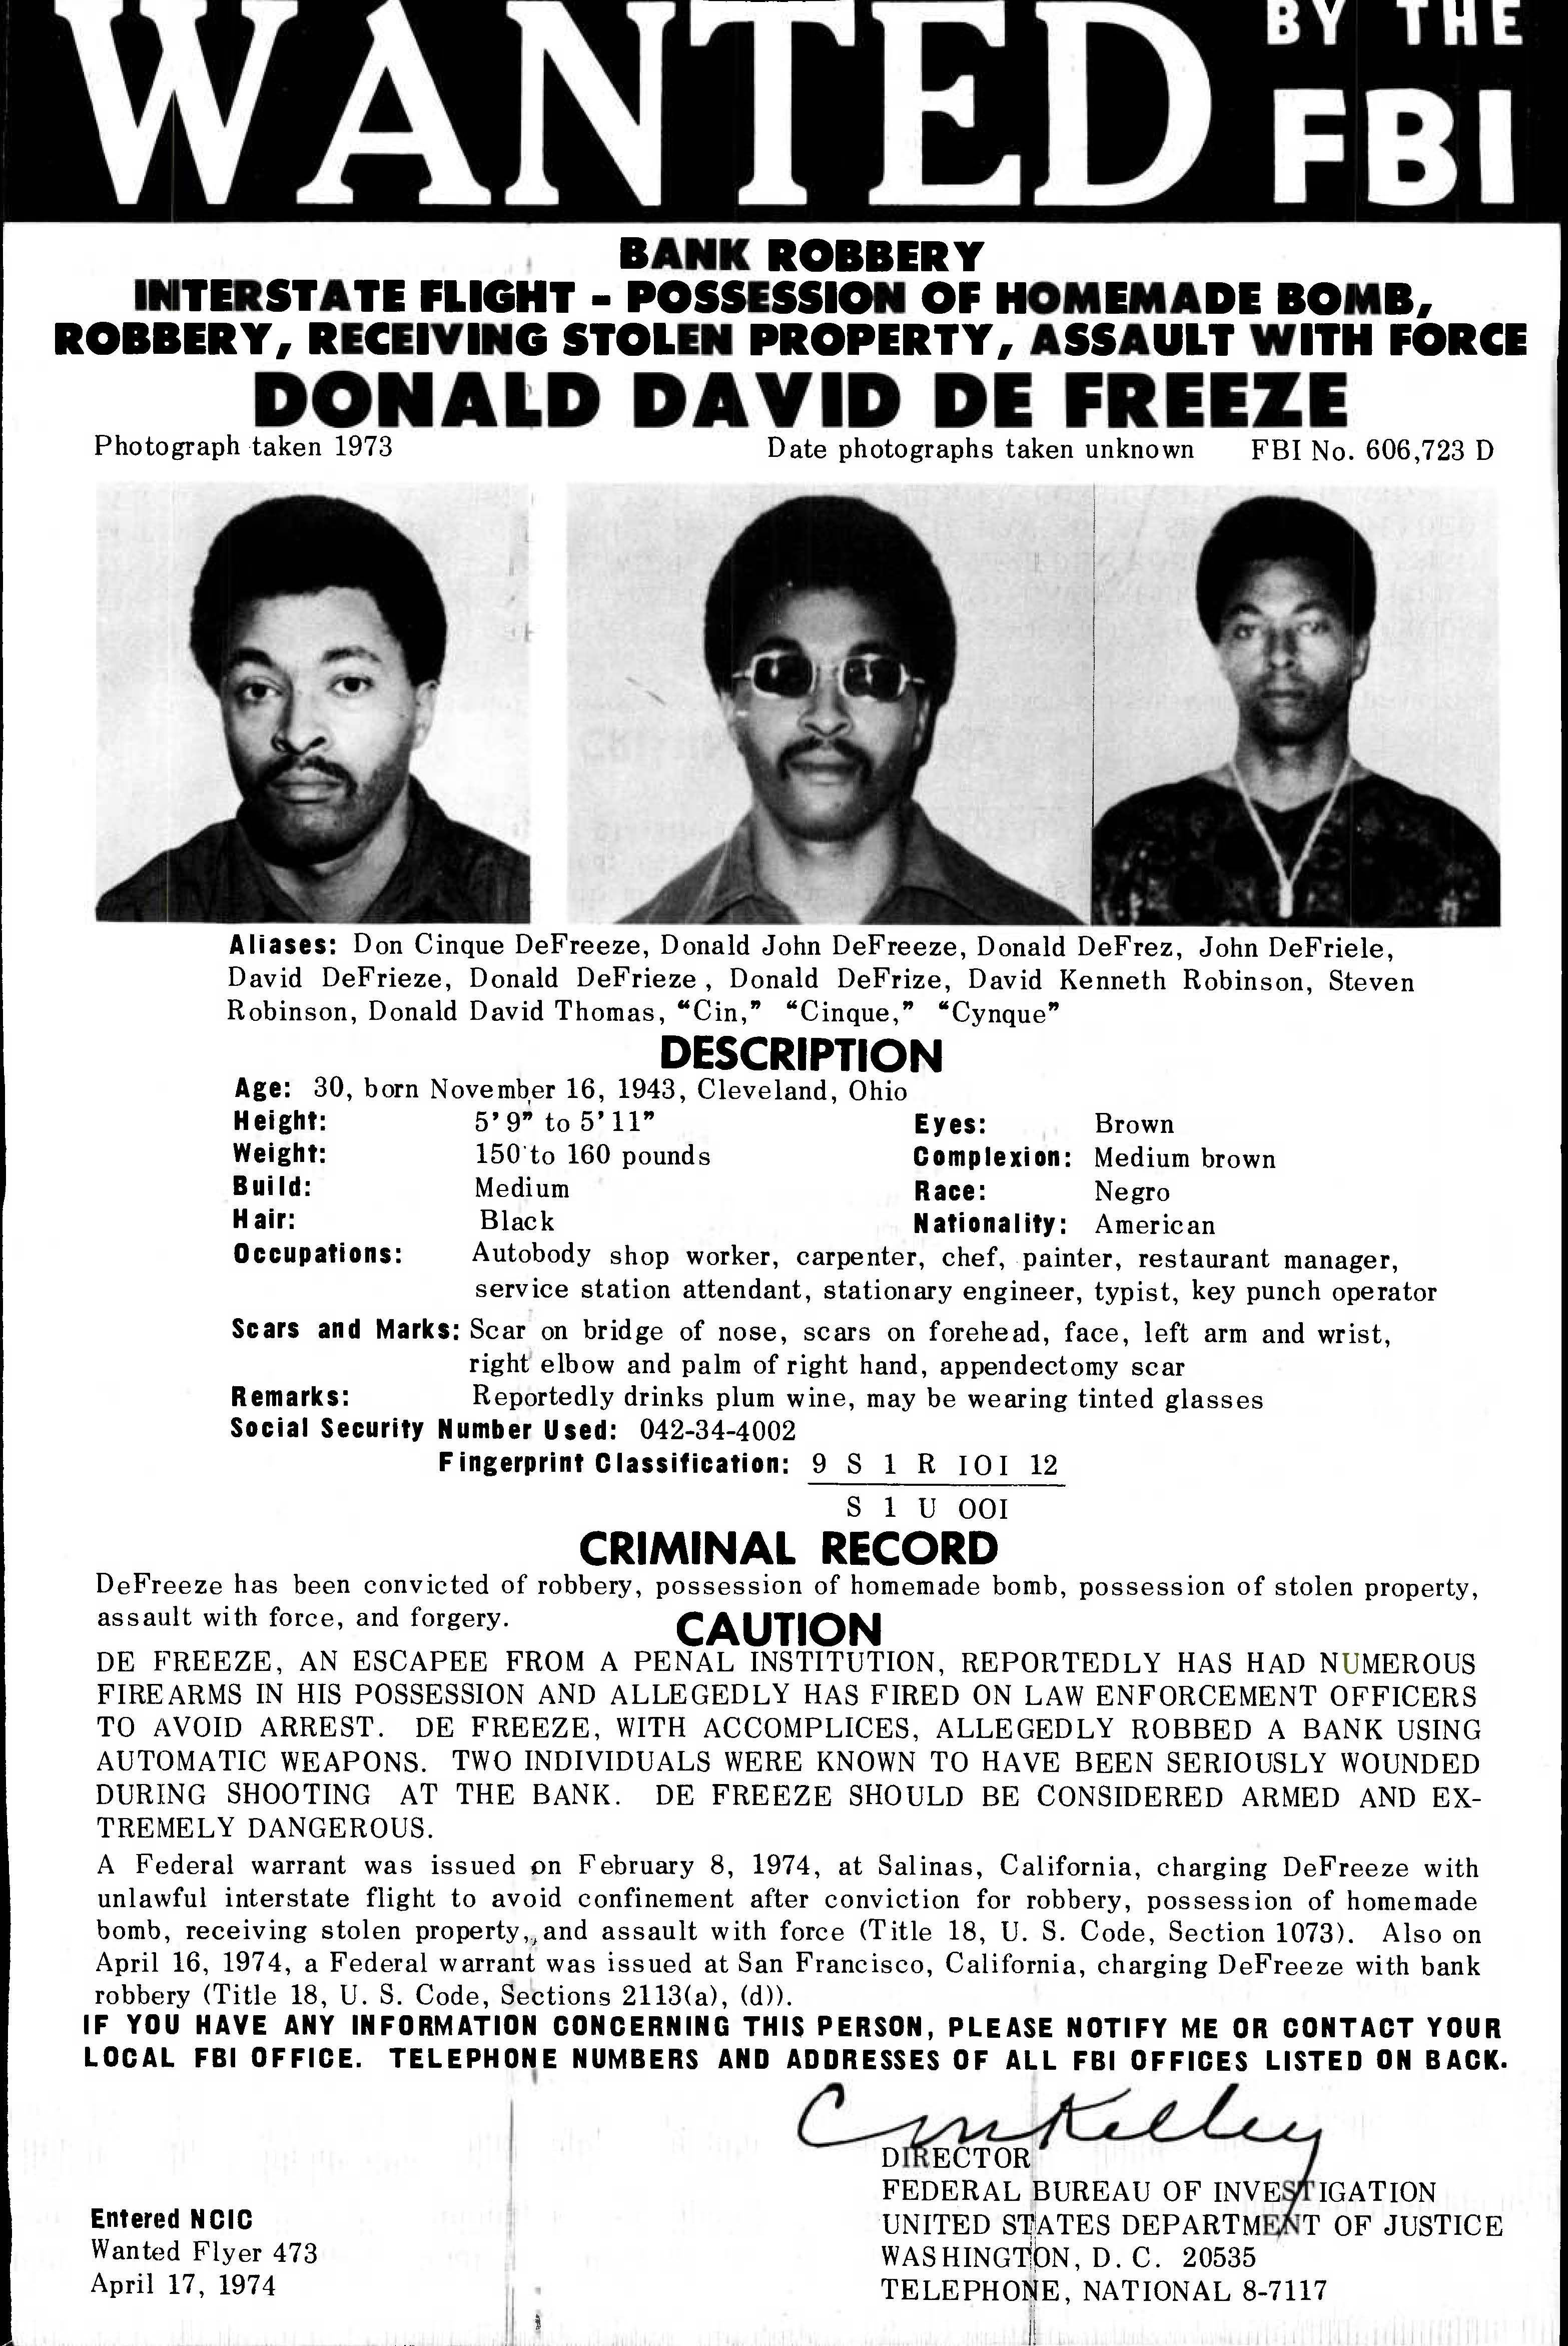 WANTED BY THE FBI
BANK ROBBERY
INTERSTATE FLIGHT - POSSESSION OF HOMEMADE BOMB,
ROBBERY, RECEIVING STOLEN PROPERTY, ASSAULT WITH FORCE
DONALD DAVID DE FREEZE
Photograph taken 1973 Date photographs taken unknown FBI No. 606,723 D
Aliases: Don Cinque DeFreeze, Donald John DeFreeze, Donald DeFrez, John DeFriele,
David DeFrieze, Donald DeFrieze , Donald DeFrize, David Kenneth Robinson, Steven
Robinson, Donald David Thomas, “Cin,” “Cinque,” “Cynque”
DESCRIPTION
Age: 30, born November 16, 1943, Cleveland, Ohio
Height: 5' 9” to 5' 11” Eyes: Brown
Weight: 150 to 160 pounds Complexion: Medium brown
Build: Medium Race: Negro
Hair: Black Nationality: American
Occupations: Autobody shop worker, carpenter, chef, painter, restaurant manager,
service station attendant, stationary engineer, typist, key punch operator
Scars and Marks: Scar on bridge of nose, scars on forehead, face, left arm and wrist,
right elbow and palm of right hand, appendectomy scar
Remarks: Reportedly drinks plum wine, may be wearing tinted glasses
Social Security Number Used: 042-34-4002
Fingerprint Classification: 9 S 1 R IOI 12
S 1 U OOI
CRIMINAL RECORD
DeFreeze has been convicted of robbery, possession of homemade bomb, possession of stolen property,
assault with force, and forgery.
CAUTION
DE FREEZE, AN ESCAPEE FROM A PENAL INSTITUTION, REPORTEDLY HAS HAD NUMEROUS
FIREARMS IN HIS POSSESSION AND ALLEGEDLY HAS FIRED ON LAW ENFORCEMENT OFFICERS
TO AVOID ARREST. DE FREEZE, WITH ACCOMPLICES, ALLEGEDLY ROBBED A BANK USING
AUTOMATIC WEAPONS. TWO INDIVIDUALS WERE KNOWN TO HAVE BEEN SERIOUSLY WOUNDED
DURING SHOOTING AT THE BANK. DE FREEZE SHOULD BE CONSIDERED ARMED AND EX-
TREMELY DANGEROUS.
A Federal warrant was issued on February 8, 1974, at Salinas, California, charging DeFreeze with
unlawful interstate flight to avoid confinement after conviction for robbery, possession of homemade
bomb, receiving stolen property, and assault with force (Title 18, U. S. Code, Section 1073). Also on
April 16, 1974, a Federal warrant was issued at San Francisco, California, charging DeFreeze with bank
robbery (Title 18, U. S. Code, Sections 2113(a), (d)).
IF YOU HAVE ANY INFORMATION CONCERNING THIS PERSON, PLEASE NOTIFY ME OR CONTACT YOUR
LOCAL FBI OFFICE. TELEPHONE NUMBERS AND ADDRESSES OF ALL FBI OFFICES LISTED ON BACK.
CMKelley
DIRECTOR
FEDERAL BUREAU OF INVESTIGATION
UNITED STATES DEPARTMENT OF JUSTICE
WASHINGTON, D. C. 20535
TELEPHONE, NATIONAL 8-7117
Entered NCIC
Wanted Flyer 473
April 17, 1974